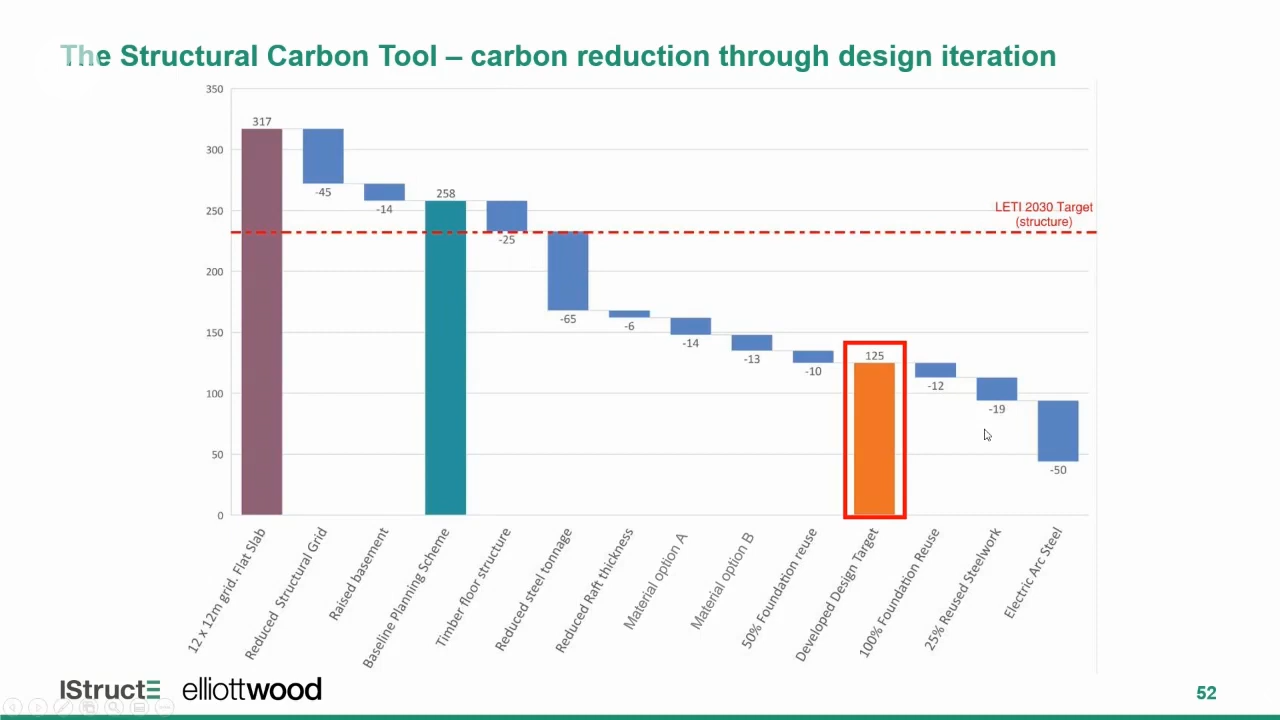 The Structural Carbon Tool – carbon reduction through design iteration
350
300
250
200
150
100
50
0
317
-45
-14
258
-25
-65
-6
-14
-13
-10
125
-12
-19
-50
LETI 2030 Target
(structure)
12 x 12m grid. Flat Slab
Reduced Structural Grid
Raised basement
Baseline Planning Scheme
Timber floor structure
Reduced steel tonnage
Reduced Raft thickness
Material option A
Material option B
50% Foundation reuse
Developed Design Target
100% Foundation Reuse
25% Reused Steelwork
Electric Arc Steel
IStructE elliottwood
52